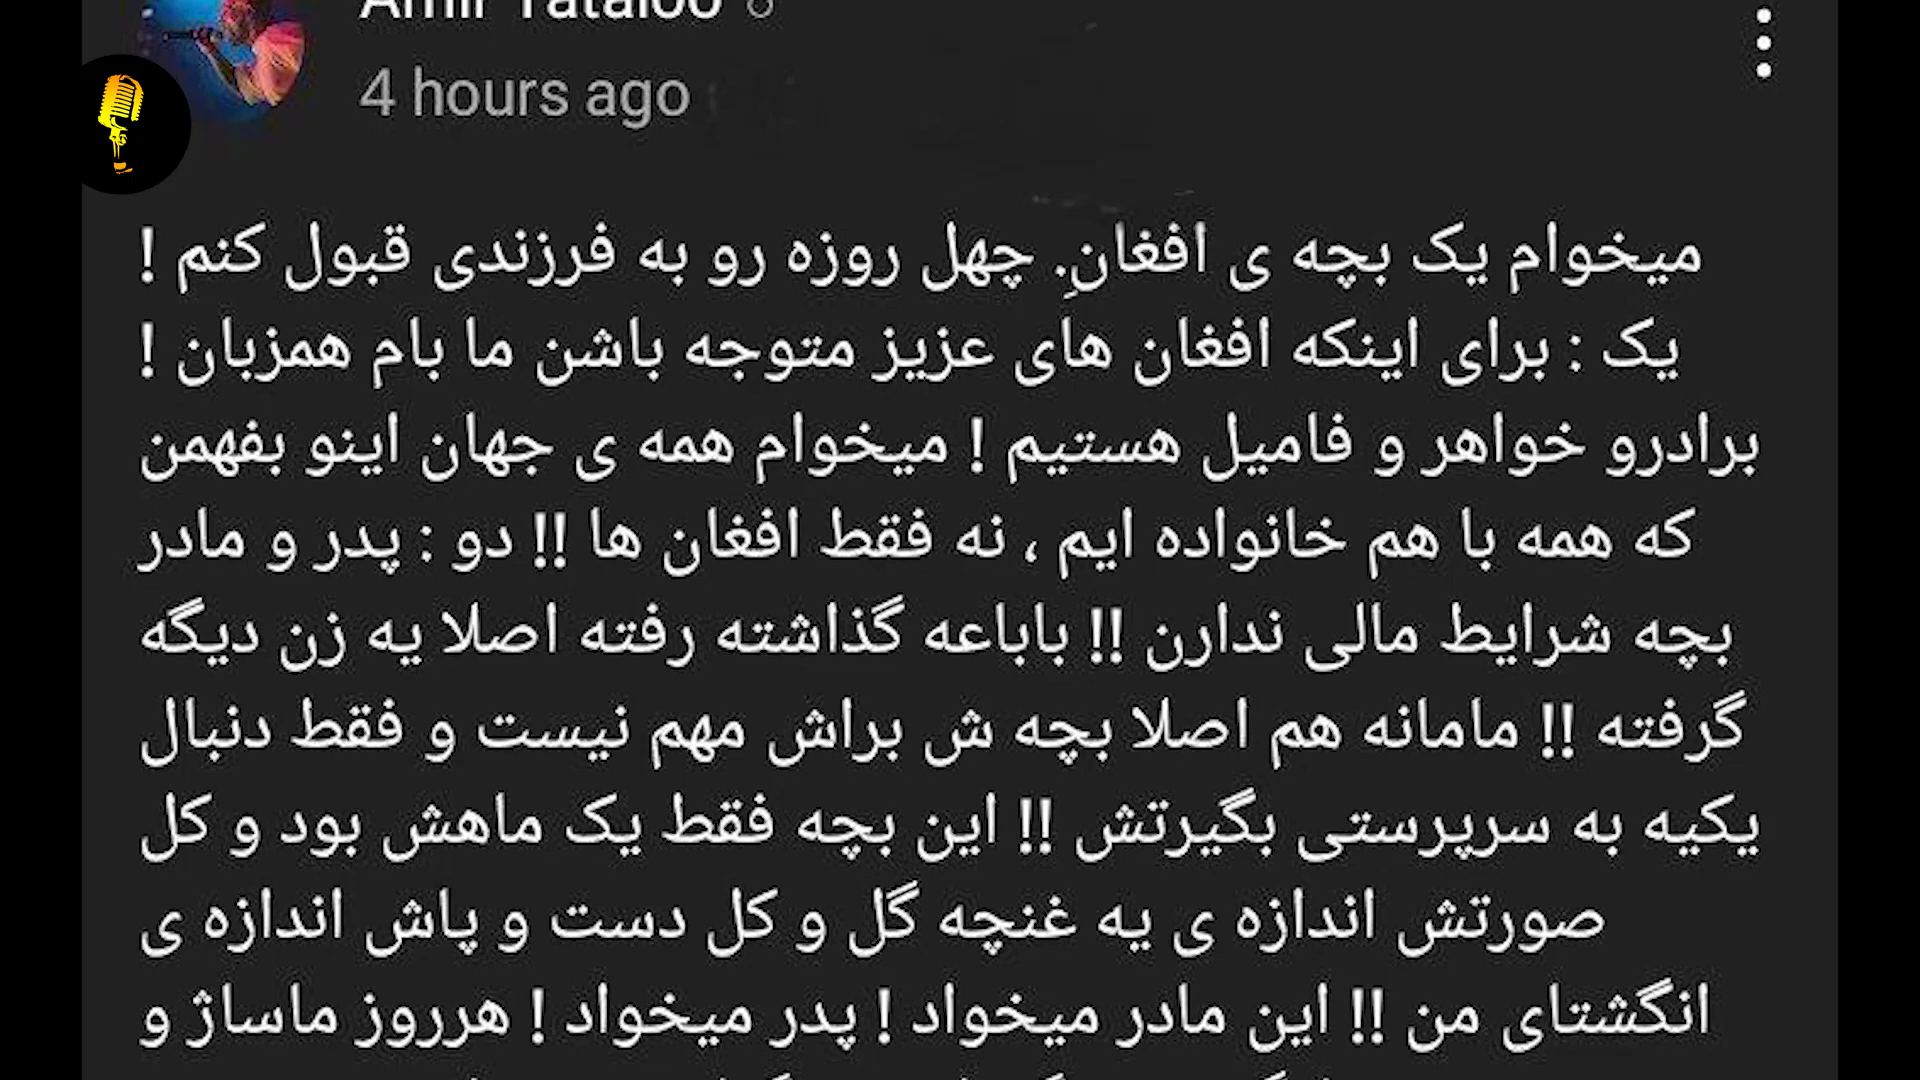 Amir Tataloo
4 hours ago
میخوام یک بچه ی افغانِ. چهل روزه رو به فرزندی قبول کنم !
یک : برای اینکه افغان های عزیز متوجه باشن ما بام همزبان !
برادرو خواهر و فامیل هستیم ! میخوام همه ی جهان اینو بفهمن
که همه با هم خانواده ایم ، نه فقط افغان ها !! دو : پدر و مادر
بچه شرایط مالی ندارن !! باباعه گذاشته رفته اصلا یه زن دیگه
گرفته !! مامانه هم اصلا بچه ش براش مهم نیست و فقط دنبال
یکیه به سرپرستی بگیرتش !! این بچه فقط یک ماهش بود و کل
صورتش اندازه ی یه غنچه گل و کل دست و پاش اندازه ی
انگشتای من !! این مادر میخواد ! پدر میخواد ! هرروز ماساژ و